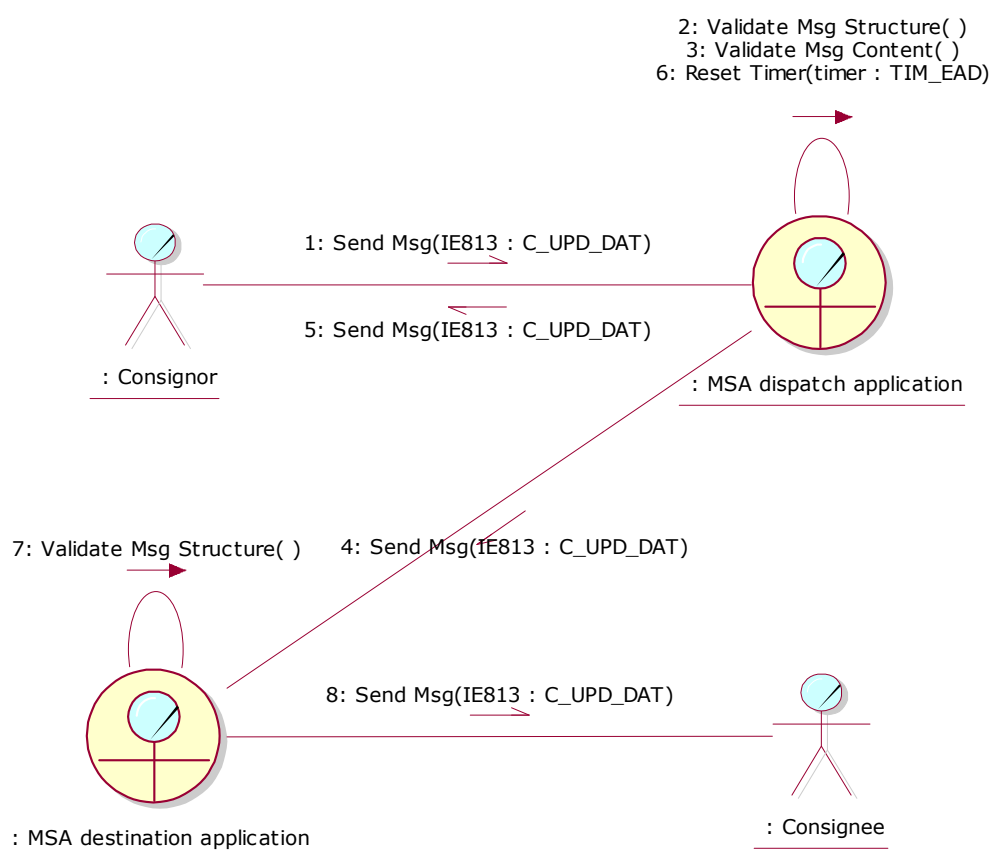 2: Validate Msg Structure( )
3: Validate Msg Content( )
6: Reset Timer(timer : TIM_EAD)
1: Send Msg(IE813 : C_UPD_DAT)
5: Send Msg(IE813 : C_UPD_DAT)
: Consignor
: MSA dispatch application
7: Validate Msg Structure( )
4: Send Msg(IE813 : C_UPD_DAT)
8: Send Msg(IE813 : C_UPD_DAT)
: MSA destination application
: Consignee